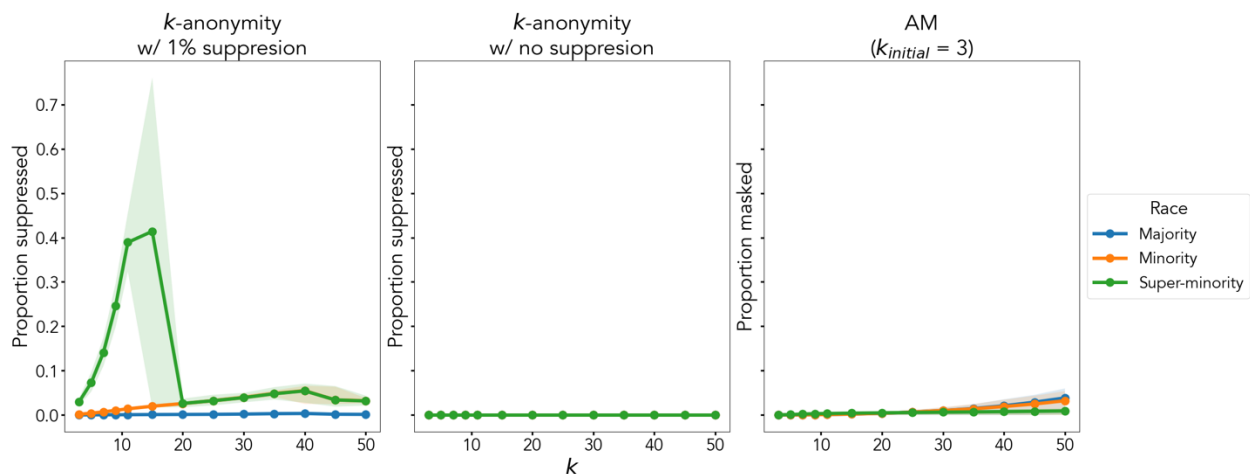 k-anonymity
w/ 1% suppresion
k-anonymity
w/ no suppresion
AM
(k_initial = 3)
Proportion suppressed
0.7
0.6
0.5
0.4
0.3
0.2
0.1
0.0
10
20
30
40
50
Proportion suppressed
10
20
30
40
50
k
Proportion masked
10
20
30
40
50
Race
Majority
Minority
Super-minority